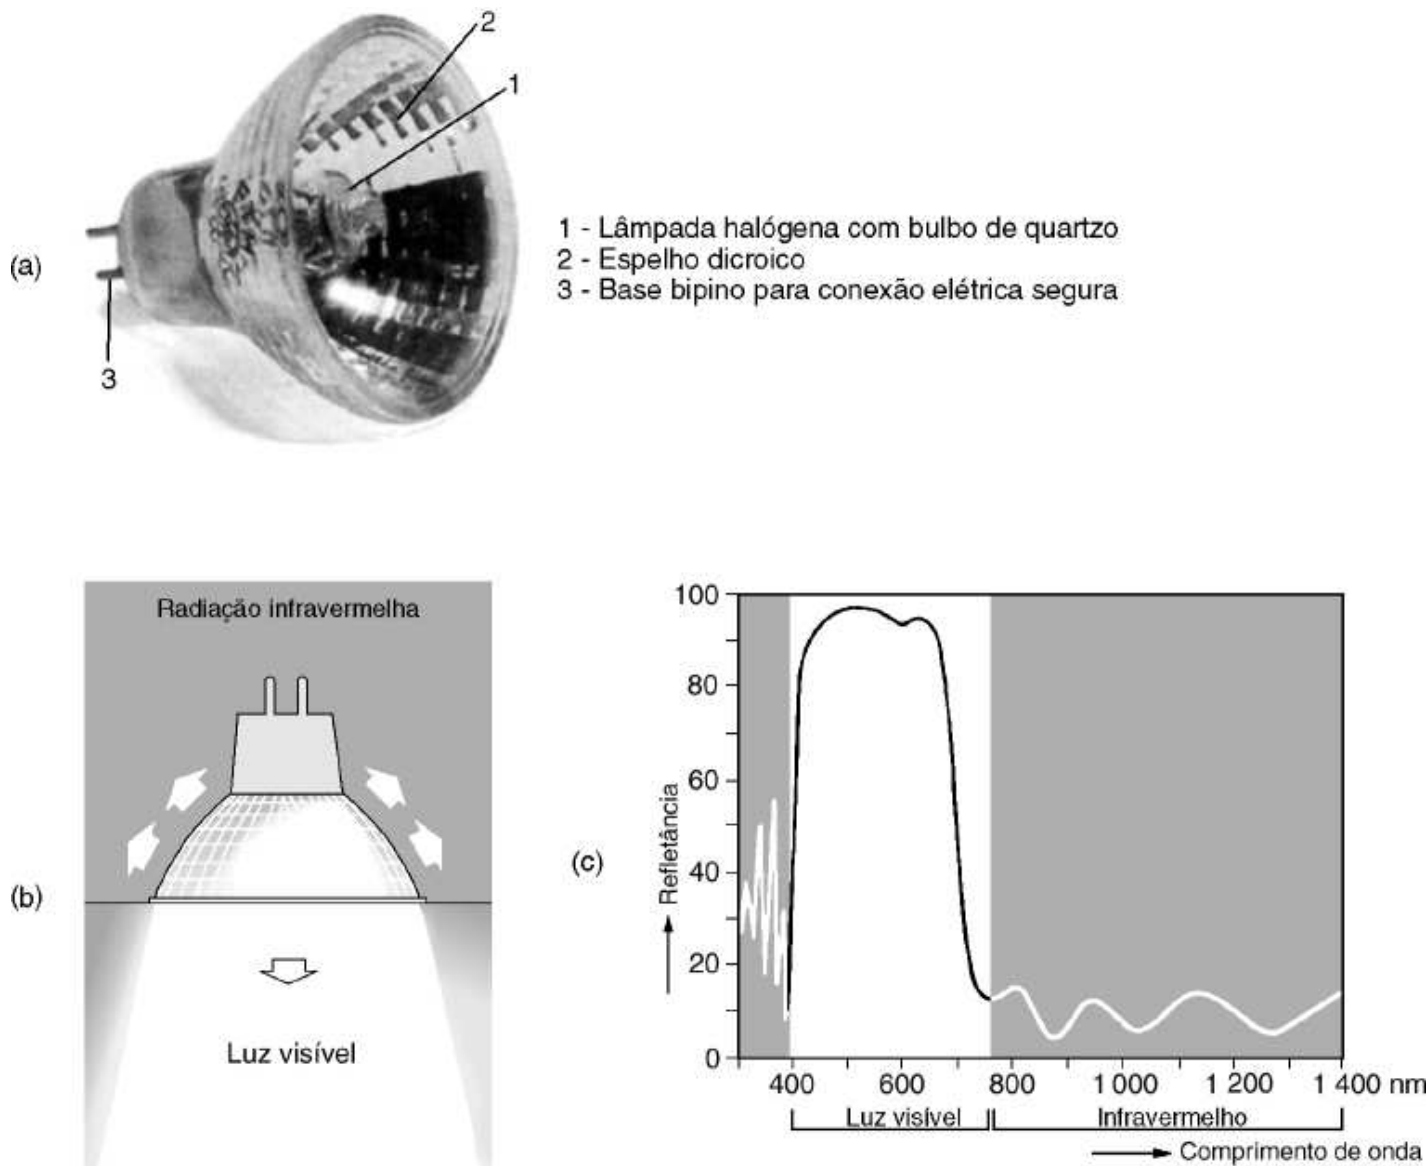 2
1
(a)
3
1 - Lâmpada halógena com bulbo de quartzo
2 - Espelho dicroico
3 - Base bipino para conexão elétrica segura
(b)
Radiação infravermelha
Luz visível
(c)
Refletância
100
80
60
40
20
0
400 600 800 1 000 1 200 1 400 nm
Luz visível Infravermelho
Comprimento de onda